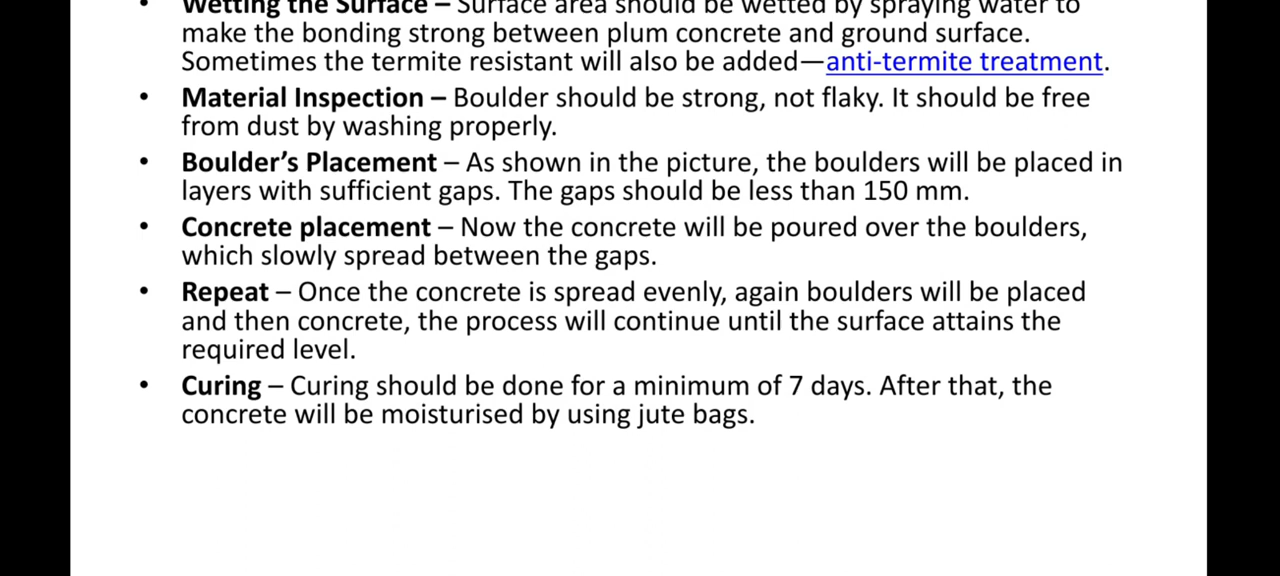 • Wetting the Surface – Surface area should be wetted by spraying water to
make the bonding strong between plum concrete and ground surface.
Sometimes the termite resistant will also be added—anti-termite treatment.
• Material Inspection – Boulder should be strong, not flaky. It should be free
from dust by washing properly.
• Boulder’s Placement – As shown in the picture, the boulders will be placed in
layers with sufficient gaps. The gaps should be less than 150 mm.
• Concrete placement – Now the concrete will be poured over the boulders,
which slowly spread between the gaps.
• Repeat – Once the concrete is spread evenly, again boulders will be placed
and then concrete, the process will continue until the surface attains the
required level.
• Curing – Curing should be done for a minimum of 7 days. After that, the
concrete will be moisturised by using jute bags.